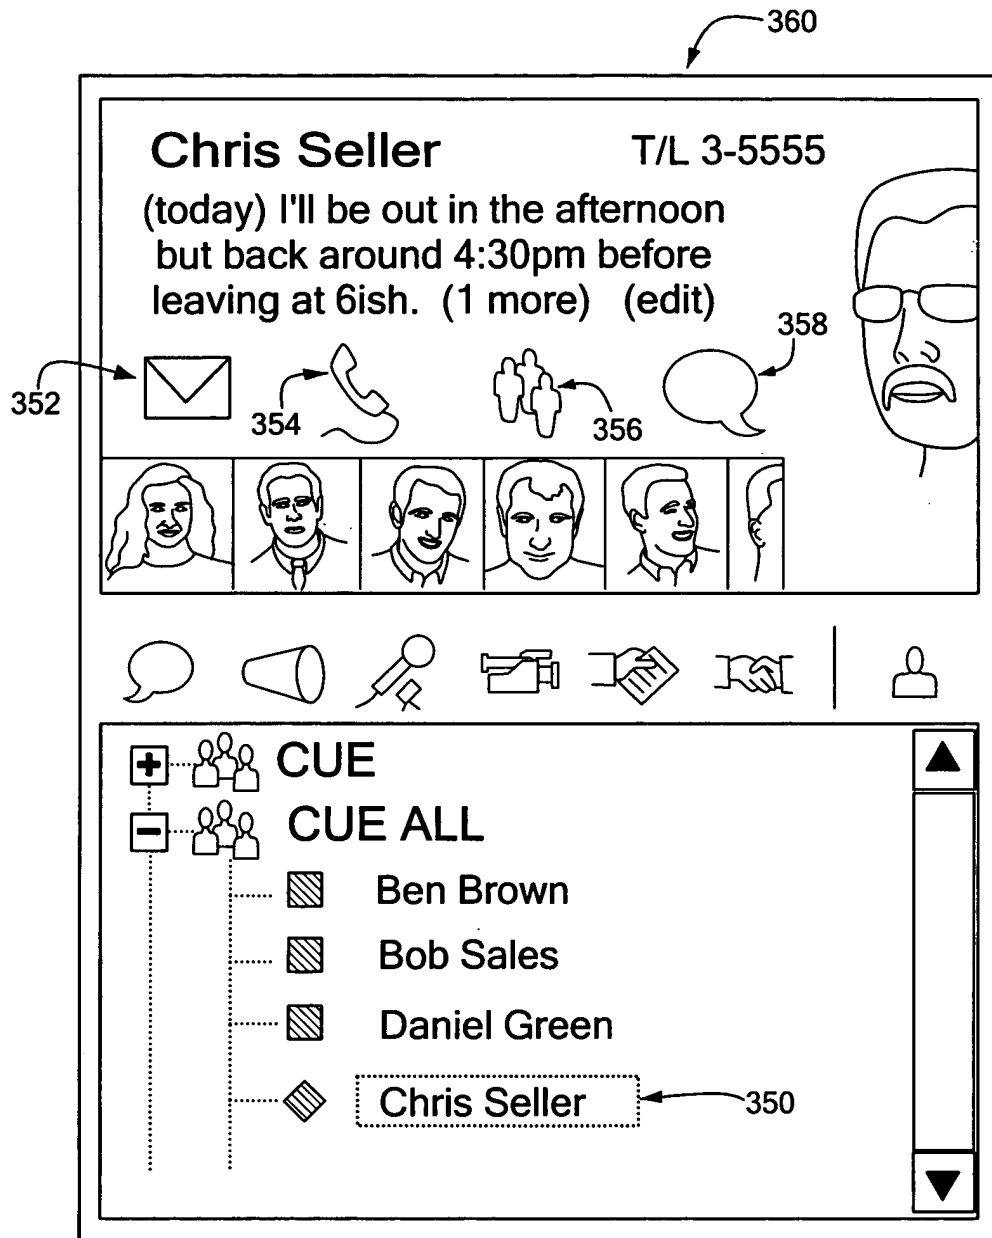 360
Chris Seller T/L 3-5555
(today) I'll be out in the afternoon
but back around 4:30pm before
leaving at 6ish. (1 more) (edit)
358
352
354
356
CUE
CUE ALL
Ben Brown
Bob Sales
Daniel Green
Chris Seller 350